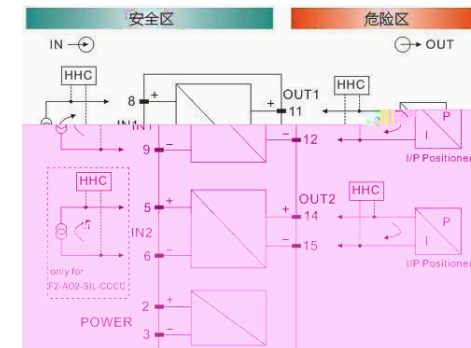 安全区 危险区
IN OUT
HHC HHC
8 + OUT1
+ 11
IN1 P
9 − − 12 I
I/P Positioner
HHC HHC
5 + OUT2
+ 14
IN2 P
6 − − 15 I
I/P Positioner
only for
F2-AO2-SIL-CCCC
2 +
POWER
3 −